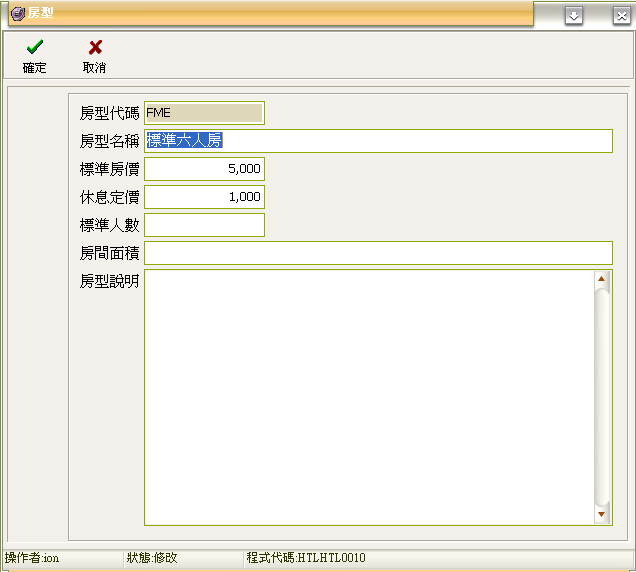 房型
確定 取消
房型代碼 FME
房型名稱 標準六人房
標準房價 5,000
休息定價 1,000
標準人數
房間面積
房型說明
操作者:ion 狀態:修改 程式代碼:HTLHTL0010